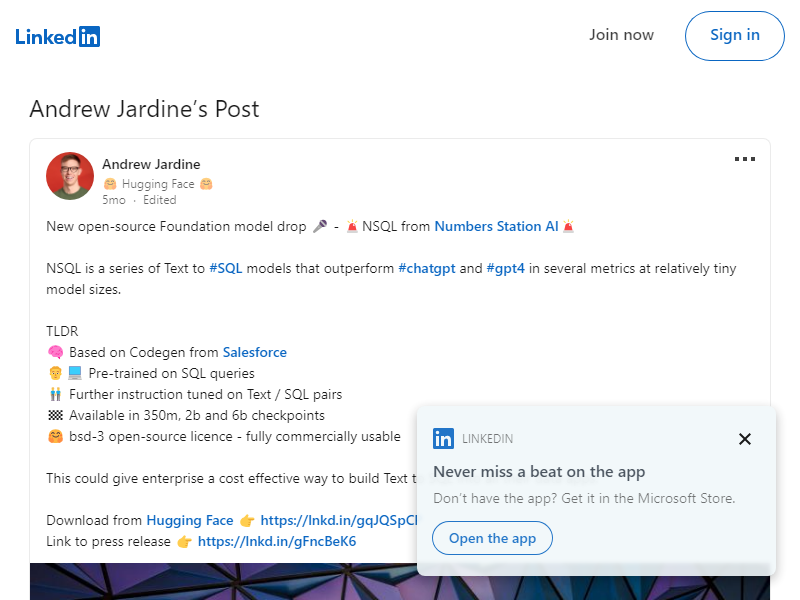 LinkedIn
Join now
Sign in
Andrew Jardine's Post
Andrew Jardine
🤗 Hugging Face 🤗
5mo · Edited
New open-source Foundation model drop 🎤 - 🚨NSQL from Numbers Station AI🚨
NSQL is a series of Text to #SQL models that outperform #chatgpt and #gpt4 in several metrics at relatively tiny
model sizes.
TLDR
🧠 Based on Codegen from Salesforce
👨‍💻 Pre-trained on SQL queries
👬 Further instruction tuned on Text / SQL pairs
🏁 Available in 350m, 2b and 6b checkpoints
🤗 bsd-3 open-source licence - fully commercially usable
This could give enterprise a cost effective way to build Text
Download from Hugging Face 👉 https://lnkd.in/gqJQSpC
Link to press release 👉 https://lnkd.in/gFncBeK6
LINKEDIN
Never miss a beat on the app
Don't have the app? Get it in the Microsoft Store.
Open the app